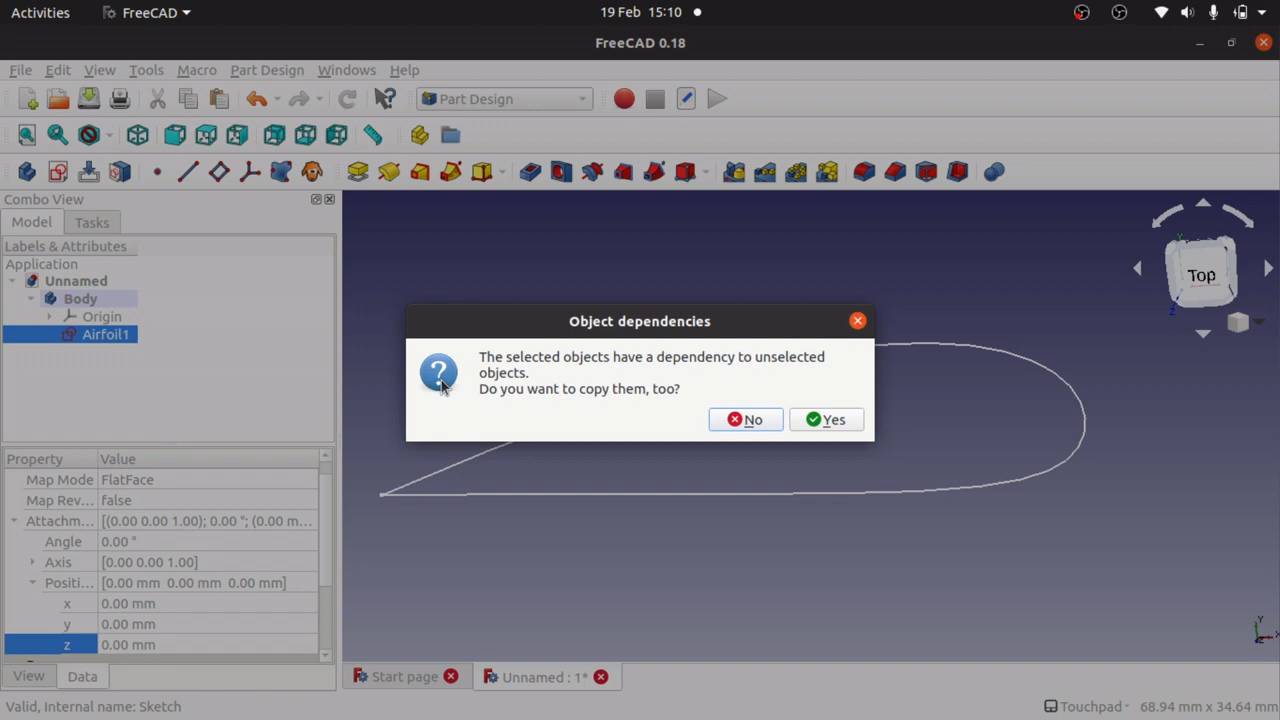 Activities
FreeCAD
19 Feb 15:10
FreeCAD 0.18
File Edit View Tools Macro Part Design Windows Help
Part Design
Combo View
Model Tasks
Labels & Attributes
Application
Unnamed
Body
Origin
Airfoil1
Top
Y
Z
Object dependencies
The selected objects have a dependency to unselected
objects.
Do you want to copy them, too?
No Yes
Property Value
Map Mode FlatFace
Map Rev... false
Attachm... [(0.00 0.00 1.00); 0.00 °; (0.00 m...
Angle 0.00 °
Axis [0.00 0.00 1.00]
Positi... [0.00 mm 0.00 mm 0.00 mm]
x 0.00 mm
y 0.00 mm
z 0.00 mm
View Data
Start page
Unnamed : 1*
Y
Valid, Internal name: Sketch
Touchpad
68.94 mm x 34.64 mm